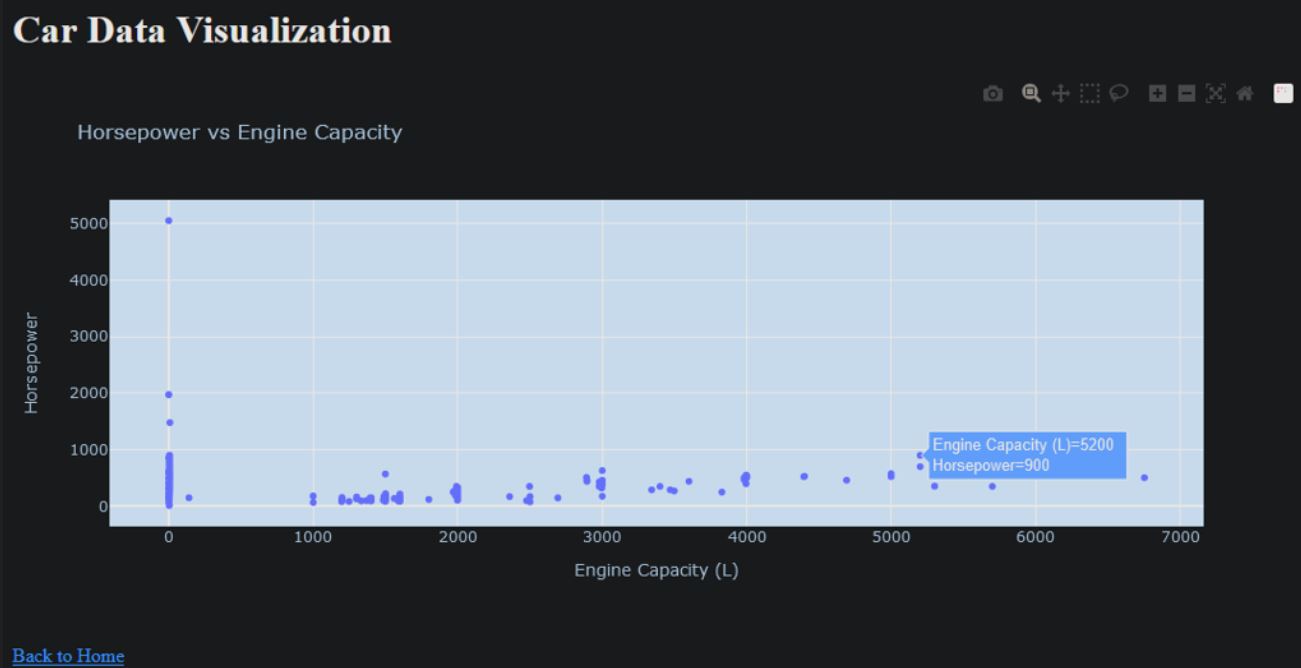 Car Data Visualization
Horsepower vs Engine Capacity
5000
4000
3000
2000
1000
0
Horsepower
Engine Capacity (L)=5200
Horsepower=900
0 1000 2000 3000 4000 5000 6000 7000
Engine Capacity (L)
Back to Home